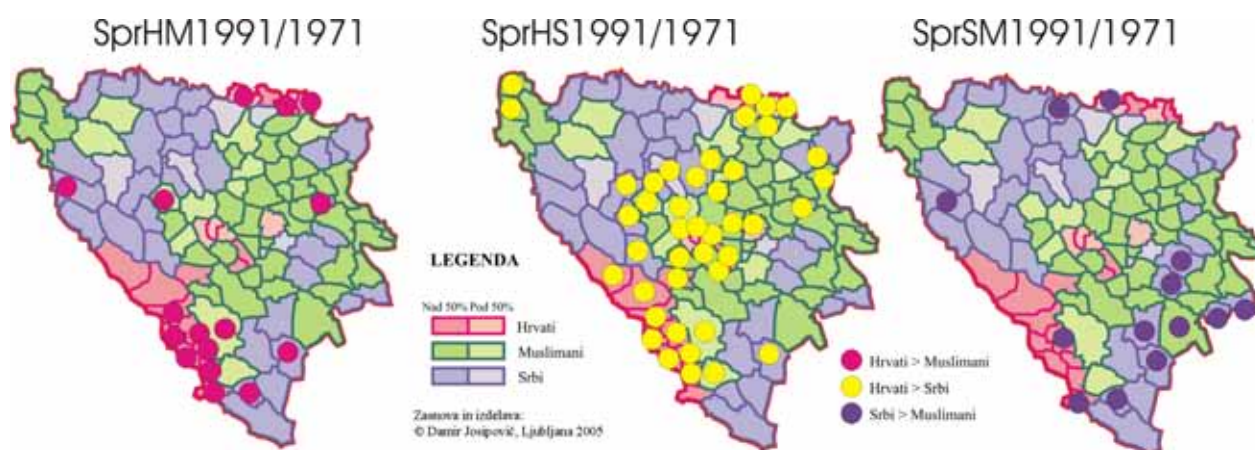 SprHM1991/1971
SprHS1991/1971
SprSM1991/1971
LEGENDA
Nad 50% Pod 50%
Hrvati
Muslimani
Srbi
Zasnova in izdelava:
© Damir Josipovič, Ljubljana 2005
Hrvati > Muslimani
Hrvati > Srbi
Srbi > Muslimani